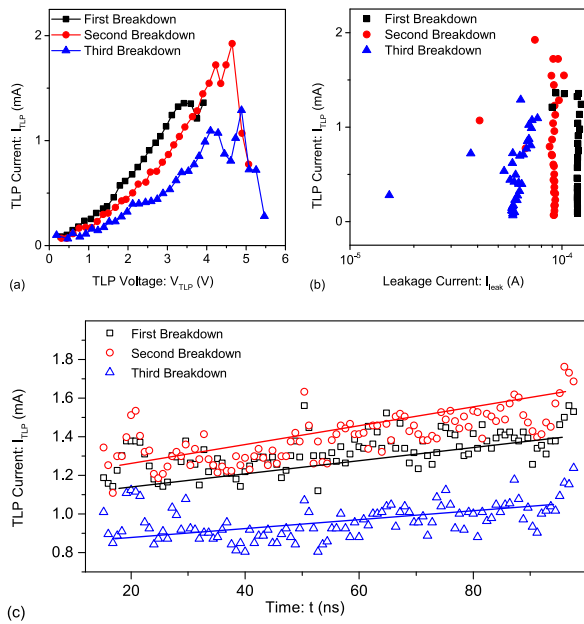 First Breakdown
Second Breakdown
Third Breakdown
2
1
0
0 1 2 3 4 5 6
TLP Current: I_TLP (mA)
TLP Voltage: V_TLP (V)
(a)
First Breakdown
Second Breakdown
Third Breakdown
2
1
0
10^-5 10^-4
TLP Current: I_TLP (mA)
Leakage Current: I_leak (A)
(b)
First Breakdown
Second Breakdown
Third Breakdown
1.8
1.6
1.4
1.2
1.0
0.8
20 40 60 80
TLP Current: I_TLP (mA)
Time: t (ns)
(c)